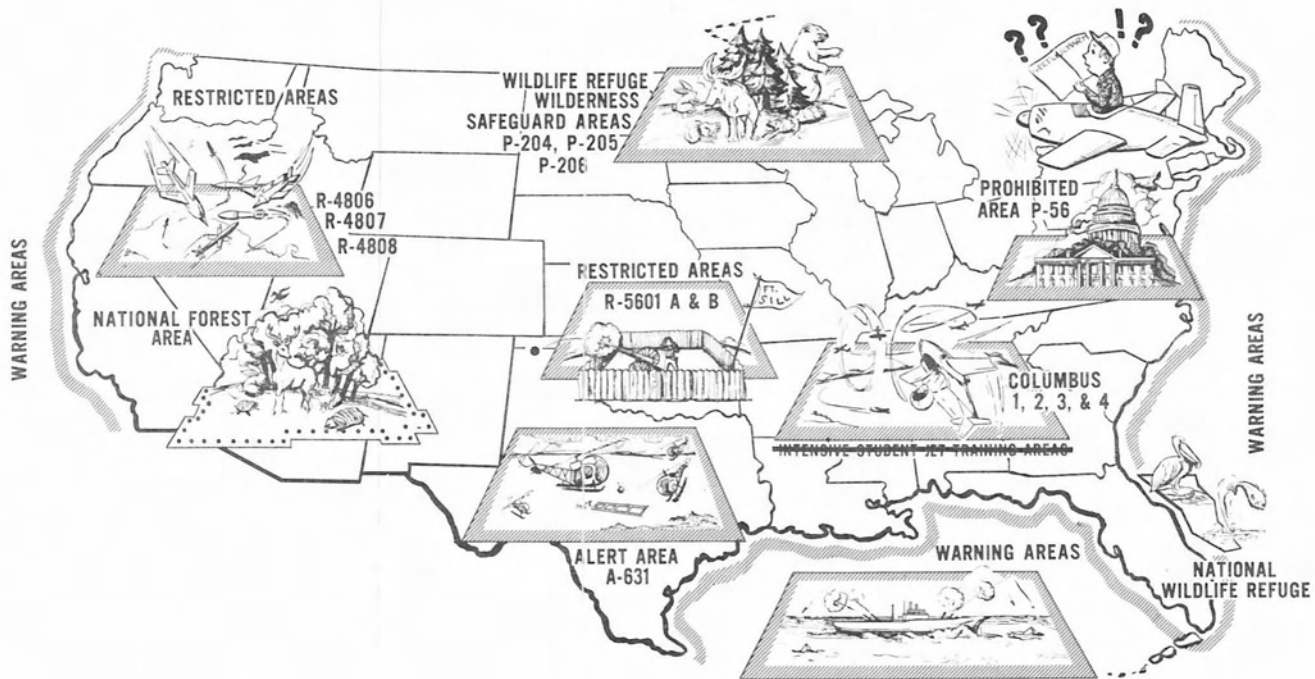 ?? !?
RESTRICTED AREAS
WILDLIFE REFUGE
WILDERNESS
SAFEGUARD AREAS
P-204, P-205
P-206
R-4806
R-4807
R-4808
PROHIBITED
AREA P-56
WARNING AREAS
NATIONAL FOREST
AREA
RESTRICTED AREAS
R-5601 A & B
FT.
SILL
COLUMBUS
1, 2, 3, & 4
INTENSIVE STUDENT JET TRAINING AREAS
WARNING AREAS
ALERT AREA
A-631
WARNING AREAS
NATIONAL
WILDLIFE REFUGE